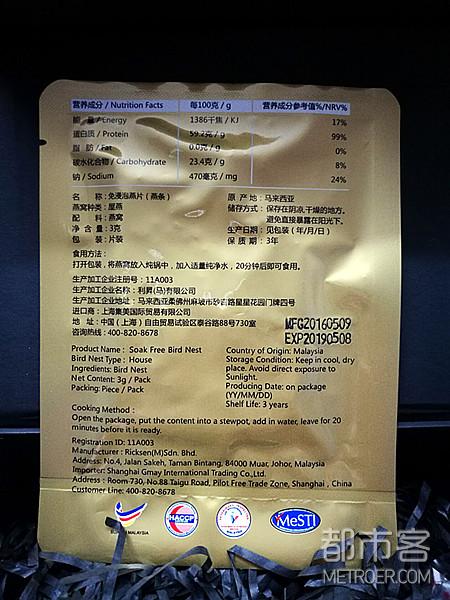 营养成分 / Nutrition Facts 每100克 / g 营养成分参考值%/NRV%
能 量 / Energy 1386千焦 / KJ 17%
蛋白质 / Protein 59.2克 / g 99%
脂 肪 / Fat 0.0克 / g 0%
碳水化合物 / Carbohydrate 23.4克 / g 8%
钠 / Sodium 470毫克 / mg 24%
名 称：免浸泡燕片（燕条）
燕窝种类：屋燕
配 料：燕窝
净 含 量：3克
包 装：片装
原 产 地：马来西亚
储存方式：保存在阴凉,干燥的地方。
避免直接暴露在阳光下。
生产日期：见包装（年/月/日）
保 质 期：3年
食用方法：
打开包装，将燕窝放入炖锅中，加入适量纯净水，20分钟后即可食用。
生产加工企业注册号：11A003
生产加工企业名称：利昇(马)有限公司
生产加工企业地址：马来西亚柔佛州麻坡市砂吉路星星花园门牌四号
进口商：上海集美国际贸易有限公司
地 址：中国（上海）自由贸易试验区泰谷路88号730室
咨询热线：400-820-8678
MFG20160509
EXP20190508
Product Name : Soak Free Bird Nest
Bird Nest Type : House
Ingredients: Bird Nest
Net Content: 3g / Pack
Packing: Piece / Pack
Country of Origin: Malaysia
Storage Condition: Keep in cool, dry
place. Avoid direct exposure to
Sunlight.
Producing Date: on package
(YY/MM/DD)
Shelf Life: 3 years
Cooking Method :
Open the package, put the content into a stewpot, add in water, leave for 20
minutes before it is ready.
Registration ID: 11A003
Manufacturer : Ricksen(M)Sdn. Bhd.
Address: No.4, Jalan Sakeh, Taman Bintang, 84000 Muar, Johor, Malaysia
Importer: Shanghai Gmay International Trading Co., Ltd
Address : Room-730, No.88 Taigu Road, Pilot Free Trade Zone, Shanghai , China
Customer Line: 400-820-8678
MALAYSIA
HACCP
MeSTI
都市客
METROER.COM